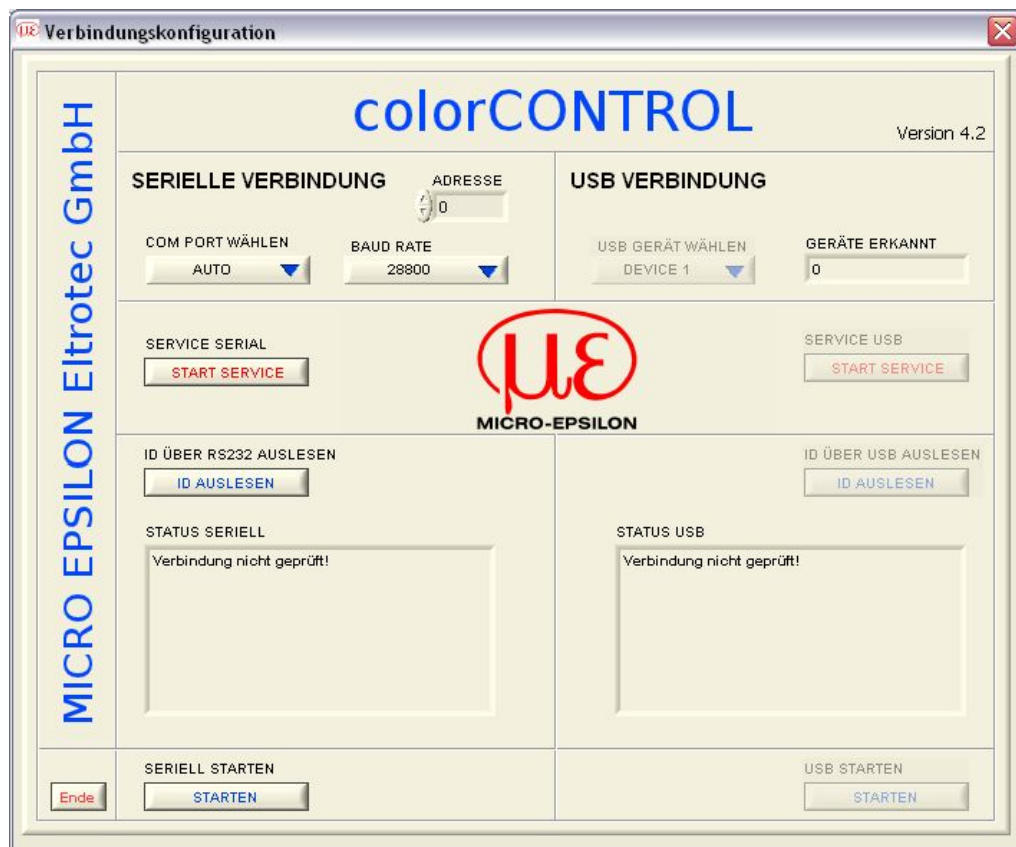 Verbindungskonfiguration
MICRO EPSILON Eltrotec GmbH
colorCONTROL
Version 4.2
SERIELLE VERBINDUNG
ADRESSE
0
COM PORT WÄHLEN
AUTO
BAUD RATE
28800
USB VERBINDUNG
USB GERÄT WÄHLEN
DEVICE 1
GERÄTE ERKANNT
0
SERVICE SERIAL
START SERVICE
με
MICRO-EPSILON
SERVICE USB
START SERVICE
ID ÜBER RS232 AUSLESEN
ID AUSLESEN
ID ÜBER USB AUSLESEN
ID AUSLESEN
STATUS SERIELL
Verbindung nicht geprüft!
STATUS USB
Verbindung nicht geprüft!
Ende
SERIELL STARTEN
STARTEN
USB STARTEN
STARTEN